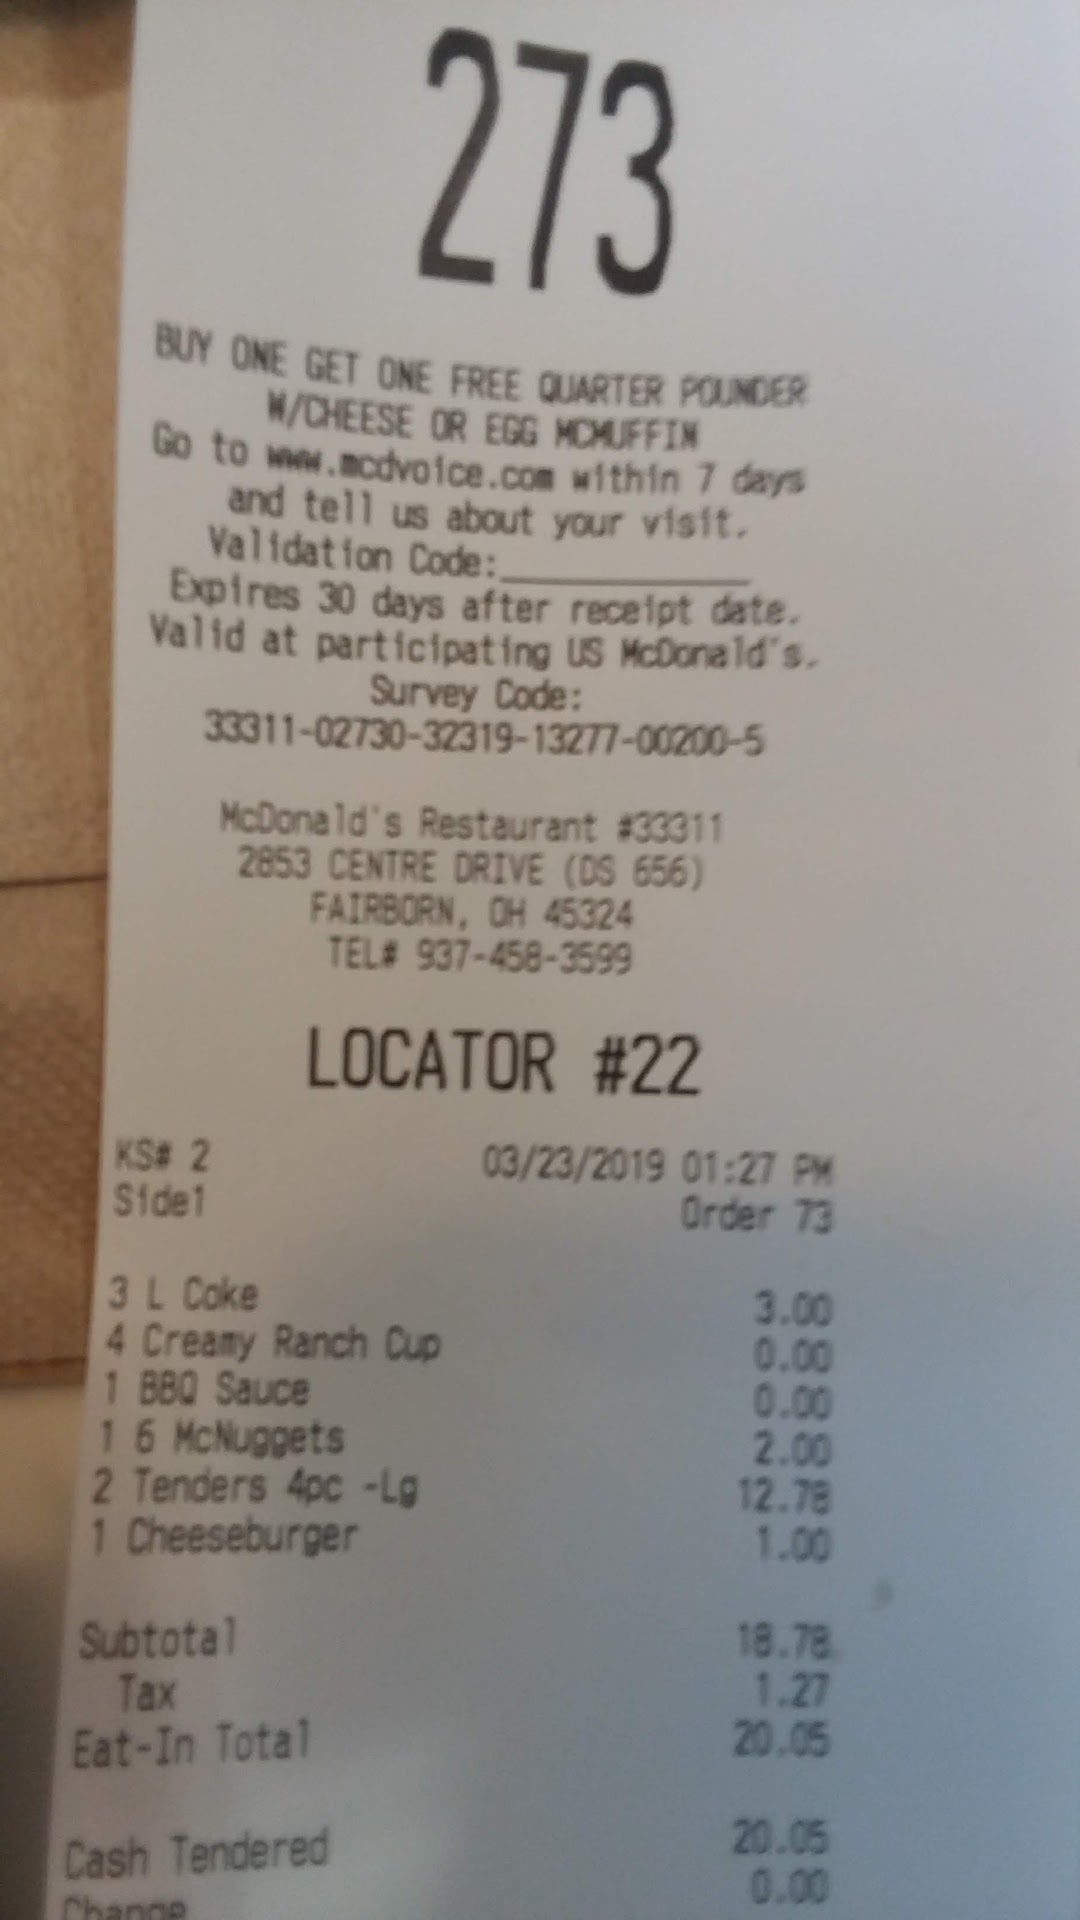 273
BUY ONE GET ONE FREE QUARTER POUNDER
W/CHEESE OR EGG MCMUFFIN
Go to www.mcdvoice.com within 7 days
and tell us about your visit.
Validation Code:____________
Expires 30 days after receipt date.
Valid at participating US McDonald's.
Survey Code:
33311-02730-32319-13277-00200-5
McDonald's Restaurant #33311
2853 CENTRE DRIVE (DS 656)
FAIRBORN, OH 45324
TEL# 937-458-3599
LOCATOR #22
KS# 2 03/23/2019 01:27 PM
Side1 Order 73
3 L Coke 3.00
4 Creamy Ranch Cup 0.00
1 BBQ Sauce 0.00
1 6 McNuggets 2.00
2 Tenders 4pc -Lg 12.78
1 Cheeseburger 1.00
Subtotal 18.78
Tax 1.27
Eat-In Total 20.05
Cash Tendered 20.05
Change 0.00